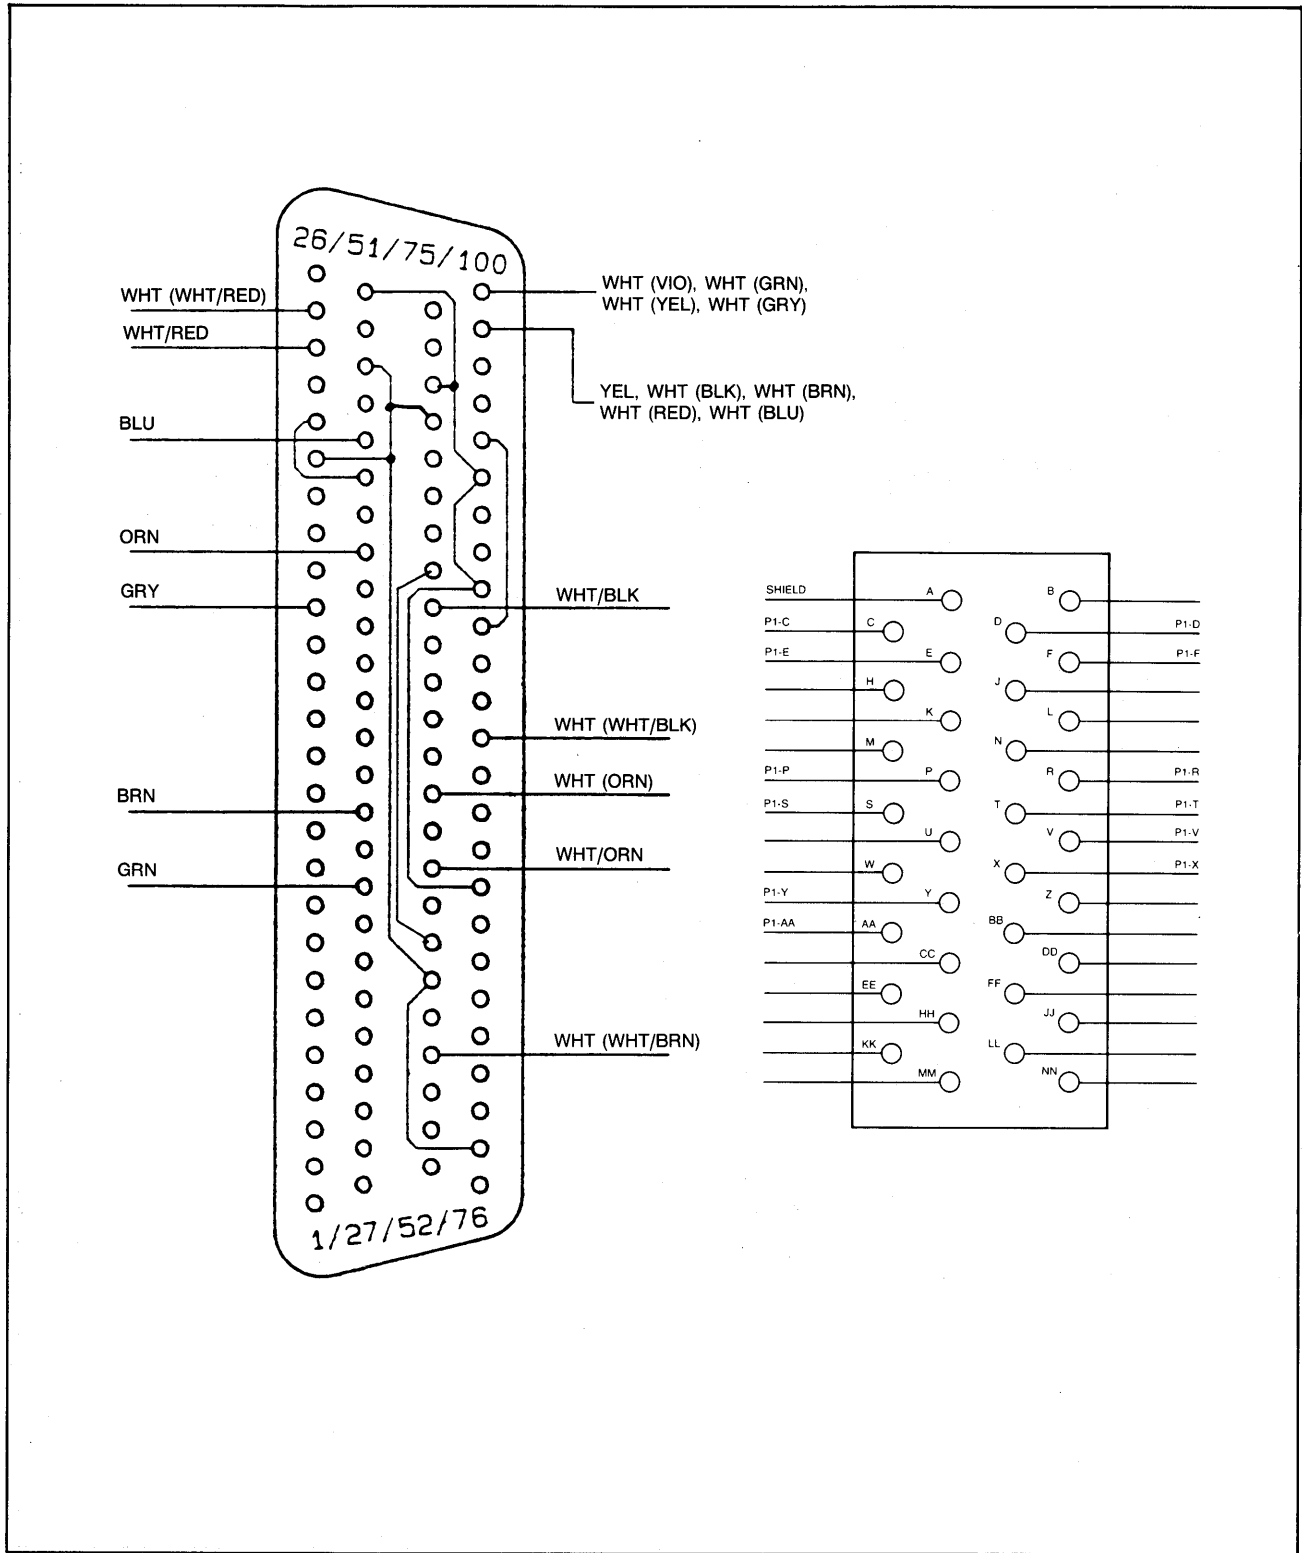 26/51/75/100
WHT (WHT/RED)
WHT/RED
BLU
ORN
GRY
BRN
GRN
WHT (VIO), WHT (GRN),
WHT (YEL), WHT (GRY)
YEL, WHT (BLK), WHT (BRN),
WHT (RED), WHT (BLU)
WHT/BLK
WHT (WHT/BLK)
WHT (ORN)
WHT/ORN
WHT (WHT/BRN)
1/27/52/76
SHIELD A B
P1-C C D P1-D
P1-E E F P1-F
H J
K L
M N
P1-P P R P1-R
P1-S S T P1-T
U V P1-V
W X P1-X
P1-Y Y Z
P1-AA AA BB
CC DD
EE FF
HH JJ
KK LL
MM NN